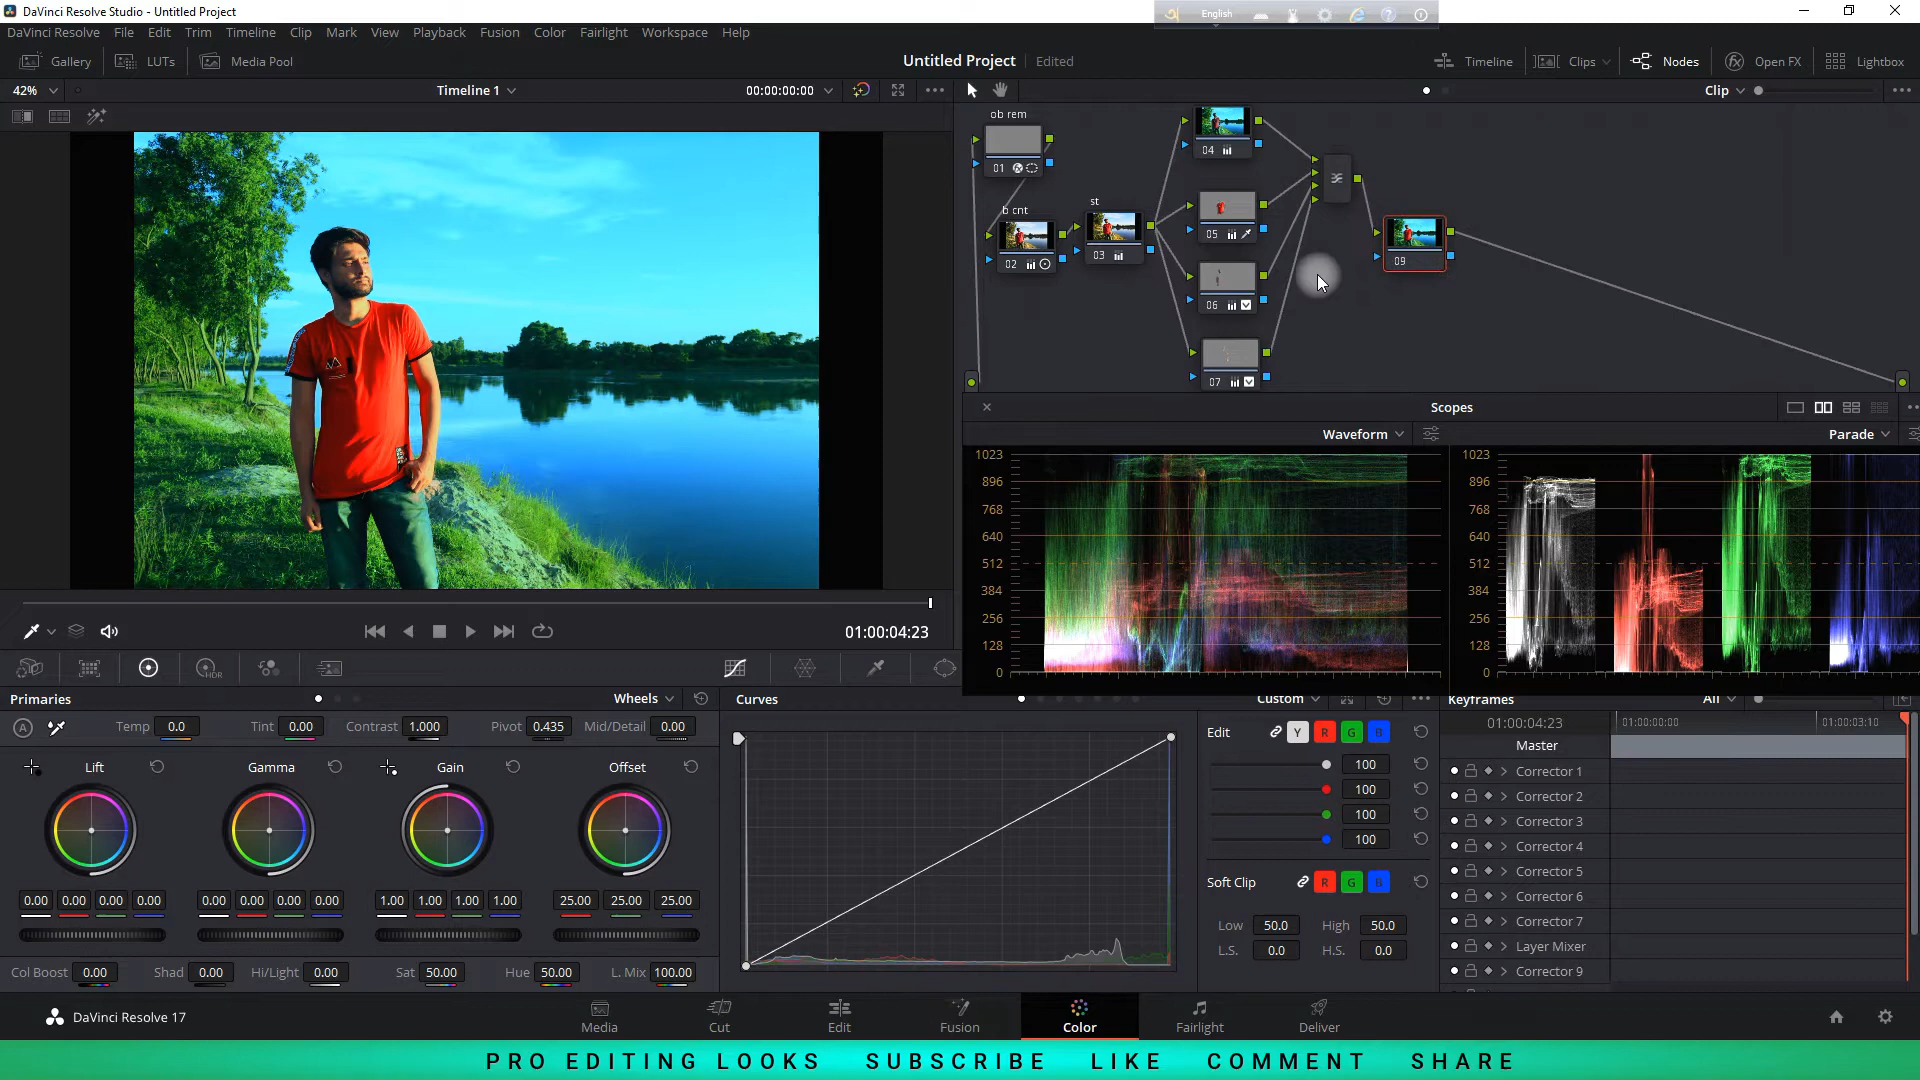 DaVinci Resolve Studio - Untitled Project
English
DaVinci Resolve File Edit Trim Timeline Clip Mark View Playback Fusion Color Fairlight Workspace Help
Gallery LUTs Media Pool
Untitled Project Edited
Timeline Clips Nodes Open FX Lightbox
42% Timeline 1 00:00:00:00
Clip
ob rem
01
04
b cnt
02
st
03
05
06
07
09
Scopes
Waveform
Parade
1023
896
768
640
512
384
256
128
0
1023
896
768
640
512
384
256
128
0
01:00:04:23
HDR
Primaries
Wheels
Temp 0.0 Tint 0.00 Contrast 1.000 Pivot 0.435 Mid/Detail 0.00
A
Lift Gamma Gain Offset
0.00 0.00 0.00 0.00
0.00 0.00 0.00 0.00
1.00 1.00 1.00 1.00
25.00 25.00 25.00
Col Boost 0.00 Shad 0.00 Hi/Light 0.00 Sat 50.00 Hue 50.00 L. Mix 100.00
Curves
Custom
Edit Y R G B
100
100
100
100
Soft Clip R G B
Low 50.0 High 50.0
L.S. 0.0 H.S. 0.0
Keyframes All
01:00:04:23 01:00:00:00 01:00:03:10
Master
Corrector 1
Corrector 2
Corrector 3
Corrector 4
Corrector 5
Corrector 6
Corrector 7
Layer Mixer
Corrector 9
DaVinci Resolve 17
Media Cut Edit Fusion Color Fairlight Deliver
PRO EDITING LOOKS SUBSCRIBE LIKE COMMENT SHARE